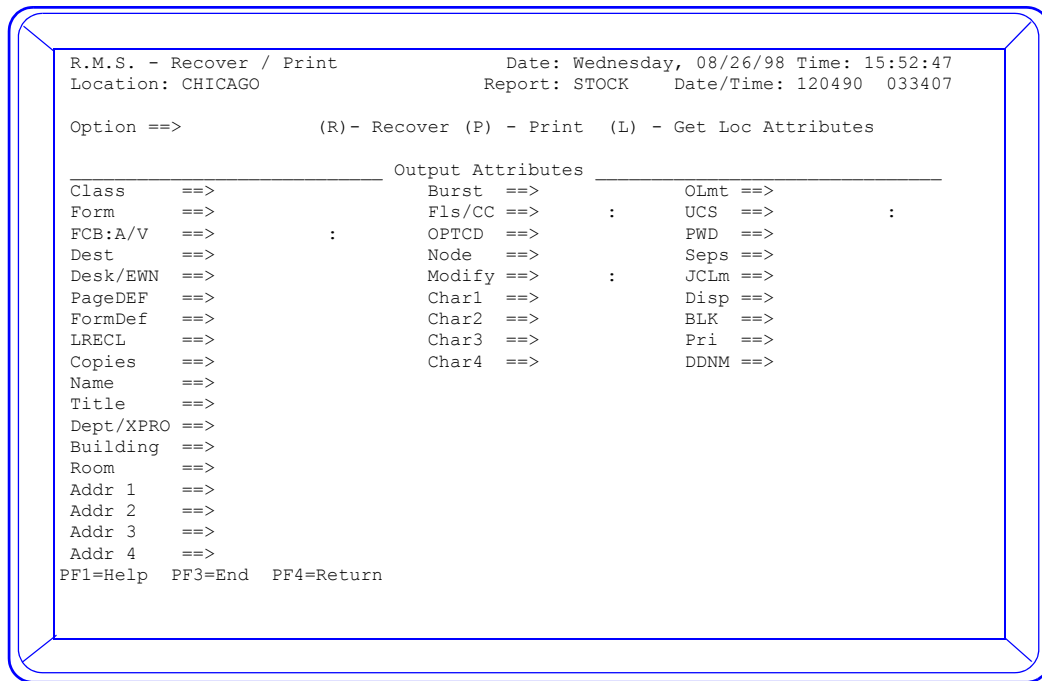 R.M.S. - Recover / Print Date: Wednesday, 08/26/98 Time: 15:52:47
Location: CHICAGO Report: STOCK Date/Time: 120490 033407
Option ==> (R)- Recover (P) - Print (L) - Get Loc Attributes
____________________________ Output Attributes _______________________________
Class ==> Burst ==> OLmt ==>
Form ==> Fls/CC ==> : UCS ==> :
FCB:A/V ==> : OPTCD ==> PWD ==>
Dest ==> Node ==> Seps ==>
Desk/EWN ==> Modify ==> : JCLm ==>
PageDEF ==> Char1 ==> Disp ==>
FormDef ==> Char2 ==> BLK ==>
LRECL ==> Char3 ==> Pri ==>
Copies ==> Char4 ==> DDNM ==>
Name ==>
Title ==>
Dept/XPRO ==>
Building ==>
Room ==>
Addr 1 ==>
Addr 2 ==>
Addr 3 ==>
Addr 4 ==>
PF1=Help PF3=End PF4=Return